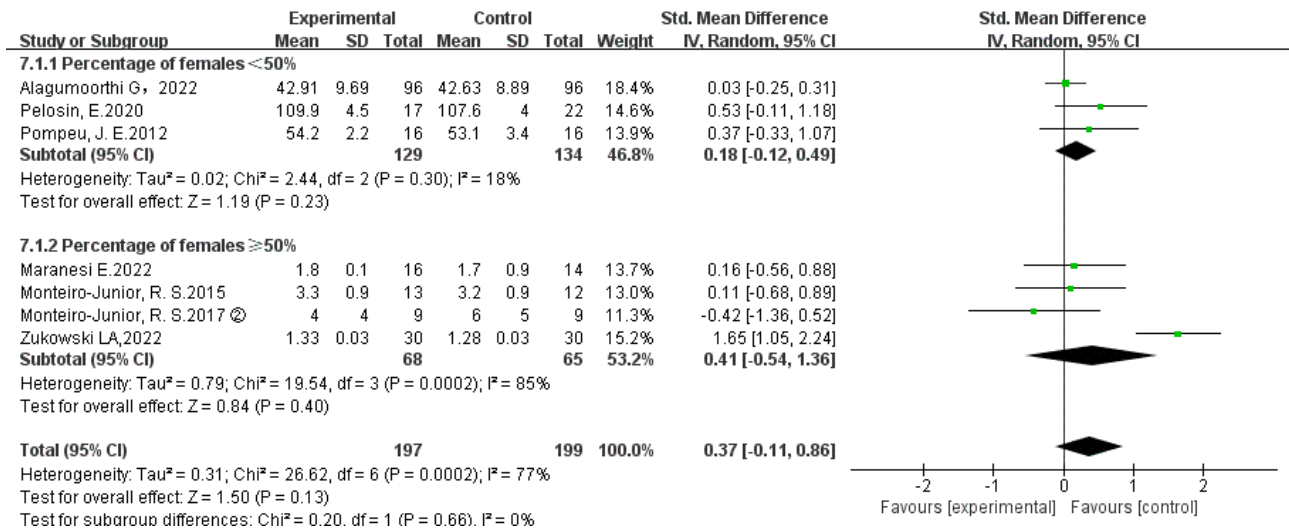 Experimental Control Std. Mean Difference Std. Mean Difference
Study or Subgroup Mean SD Total Mean SD Total Weight IV, Random, 95% CI IV, Random, 95% CI
7.1.1 Percentage of females＜50%
Alagumoorthi G，2022 42.91 9.69 96 42.63 8.89 96 18.4% 0.03 [-0.25, 0.31]
Pelosin, E.2020 109.9 4.5 17 107.6 4 22 14.6% 0.53 [-0.11, 1.18]
Pompeu, J. E.2012 54.2 2.2 16 53.1 3.4 16 13.9% 0.37 [-0.33, 1.07]
Subtotal (95% CI) 129 134 46.8% 0.18 [-0.12, 0.49]
Heterogeneity: Tau² = 0.02; Chi² = 2.44, df = 2 (P = 0.30); I² = 18%
Test for overall effect: Z = 1.19 (P = 0.23)
7.1.2 Percentage of females≥50%
Maranesi E.2022 1.8 0.1 16 1.7 0.9 14 13.7% 0.16 [-0.56, 0.88]
Monteiro-Junior, R. S.2015 3.3 0.9 13 3.2 0.9 12 13.0% 0.11 [-0.68, 0.89]
Monteiro-Junior, R. S.2017 ② 4 4 9 6 5 9 11.3% -0.42 [-1.36, 0.52]
Zukowski LA,2022 1.33 0.03 30 1.28 0.03 30 15.2% 1.65 [1.05, 2.24]
Subtotal (95% CI) 68 65 53.2% 0.41 [-0.54, 1.36]
Heterogeneity: Tau² = 0.79; Chi² = 19.54, df = 3 (P = 0.0002); I² = 85%
Test for overall effect: Z = 0.84 (P = 0.40)
Total (95% CI) 197 199 100.0% 0.37 [-0.11, 0.86]
Heterogeneity: Tau² = 0.31; Chi² = 26.62, df = 6 (P = 0.0002); I² = 77%
Test for overall effect: Z = 1.50 (P = 0.13)
Test for subgroup differences: Chi² = 0.20, df = 1 (P = 0.66), I² = 0%
-2 -1 0 1 2
Favours [experimental] Favours [control]